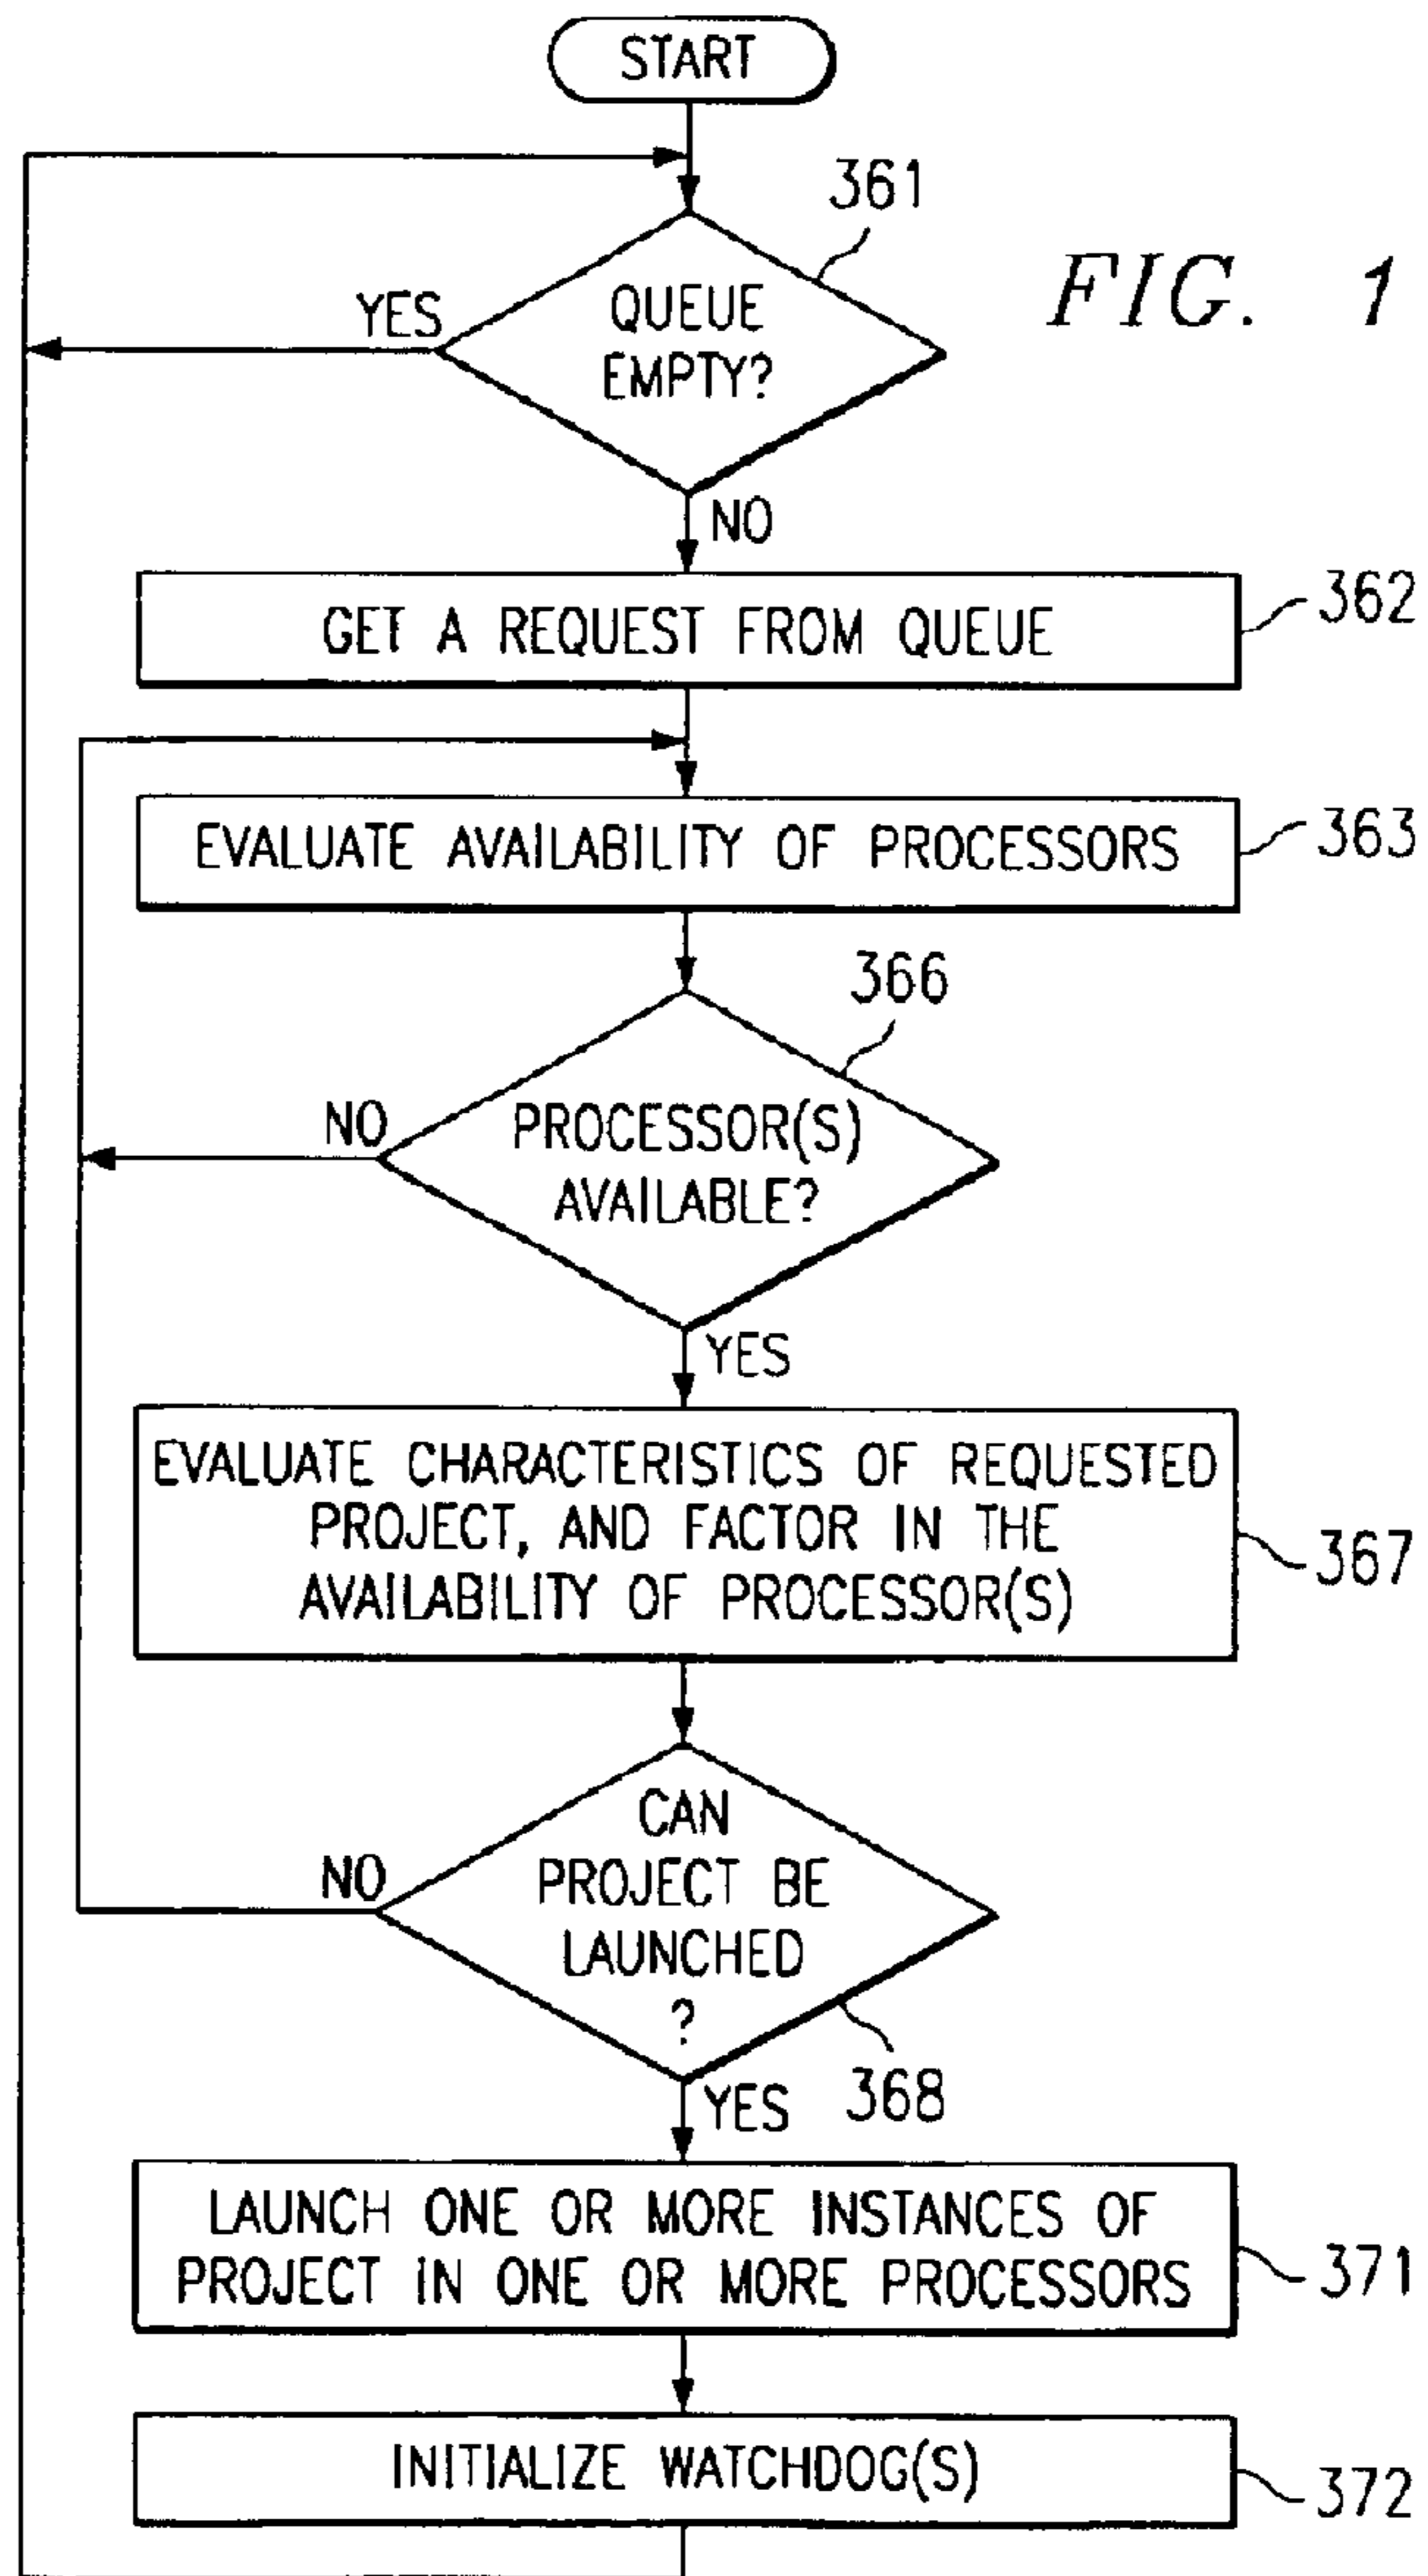 START
361
FIG. 1
YES
QUEUE
EMPTY?
NO
GET A REQUEST FROM QUEUE
362
EVALUATE AVAILABILITY OF PROCESSORS
363
366
NO
PROCESSOR(S)
AVAILABLE?
YES
EVALUATE CHARACTERISTICS OF REQUESTED
PROJECT, AND FACTOR IN THE
AVAILABILITY OF PROCESSOR(S)
367
CAN
NO
PROJECT BE
LAUNCHED
?
368
YES
LAUNCH ONE OR MORE INSTANCES OF
PROJECT IN ONE OR MORE PROCESSORS
371
INITIALIZE WATCHDOG(S)
372